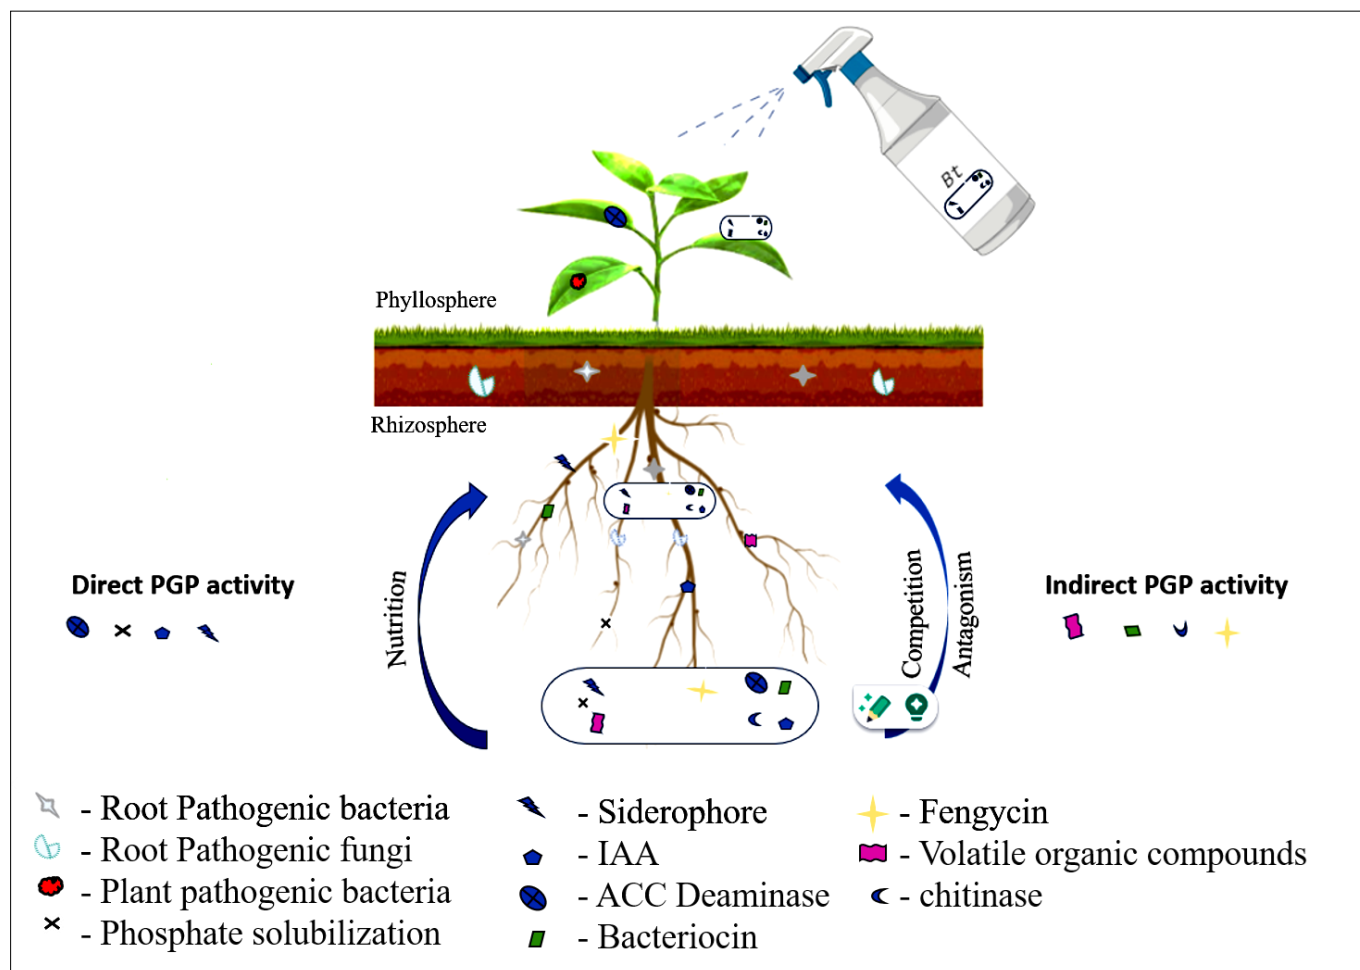 Bt
Phyllosphere
Rhizosphere
Direct PGP activity
Nutrition
Competition
Antagonism
Indirect PGP activity
- Root Pathogenic bacteria
- Root Pathogenic fungi
- Plant pathogenic bacteria
- Phosphate solubilization
- Siderophore
- IAA
- ACC Deaminase
- Bacteriocin
- Fengycin
- Volatile organic compounds
- chitinase